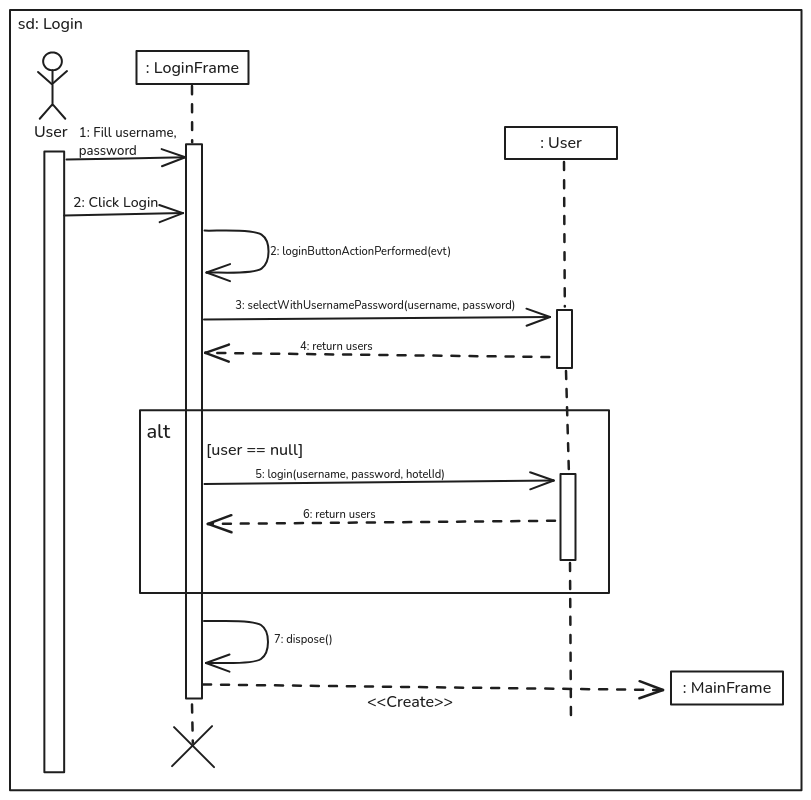 sd: Login
: LoginFrame
User
1: Fill username,
password
: User
2: Click Login
2: loginButtonActionPerformed(evt)
3: selectWithUsernamePassword(username, password)
4: return users
alt
[user == null]
5: login(username, password, hotelId)
6: return users
7: dispose()
: MainFrame
<<Create>>